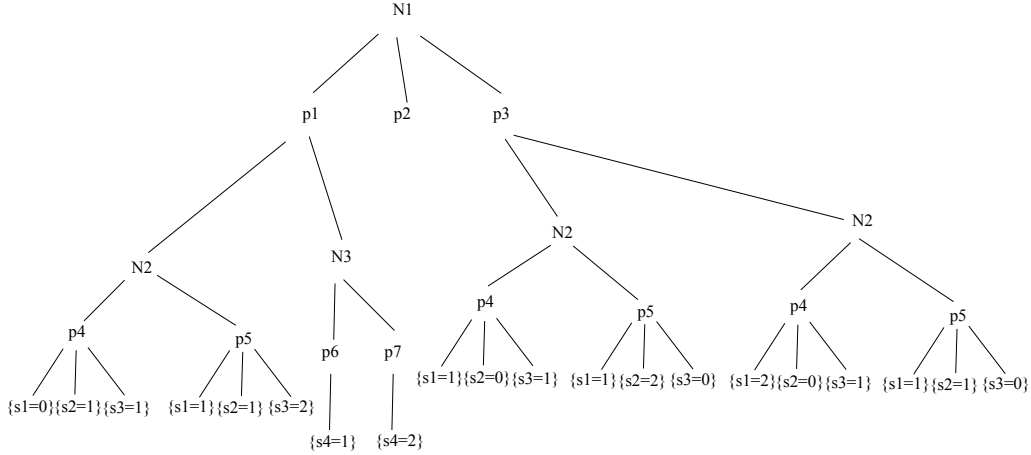 N1
p1 p2 p3
N2 N3 N2 N2
p4 p5 p6 p7 p4 p5 p4 p5
{s1=0} {s2=1} {s3=1} {s1=1} {s2=1} {s3=2} {s1=1} {s2=0} {s3=1} {s1=1} {s2=2} {s3=0} {s1=2} {s2=0} {s3=1} {s1=1} {s2=1} {s3=0}
{s4=1} {s4=2}